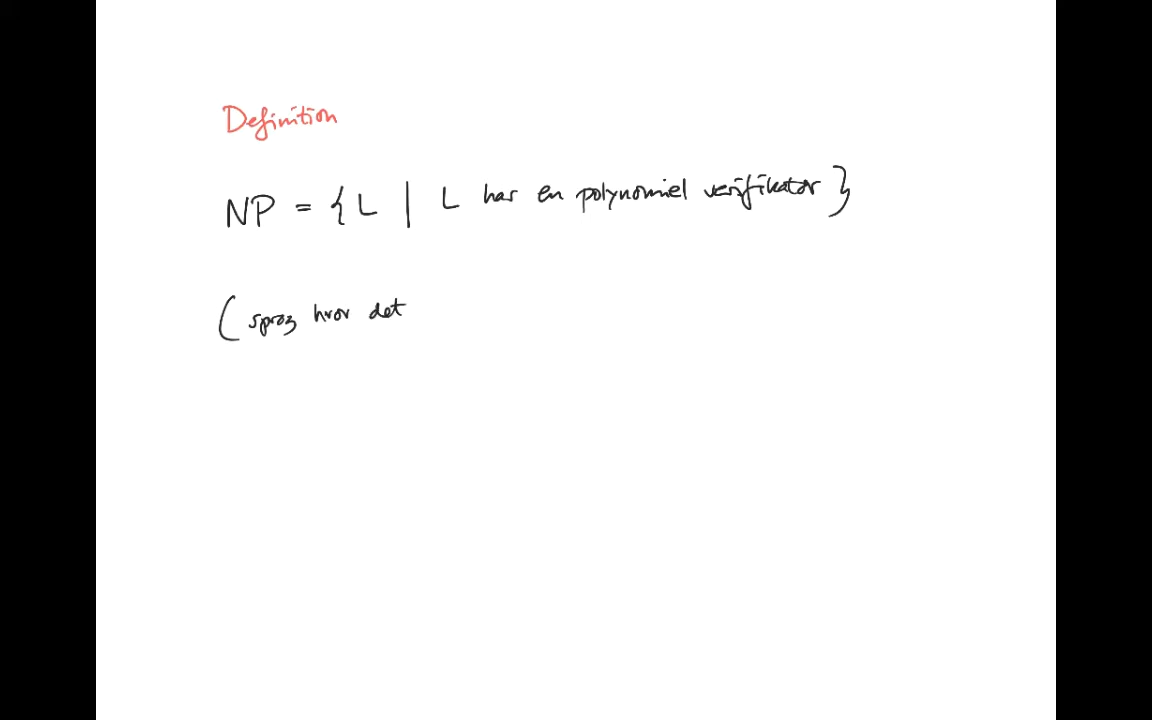 Definition
NP = { L | L har en polynomiel verifikator }
( sprog hvor det